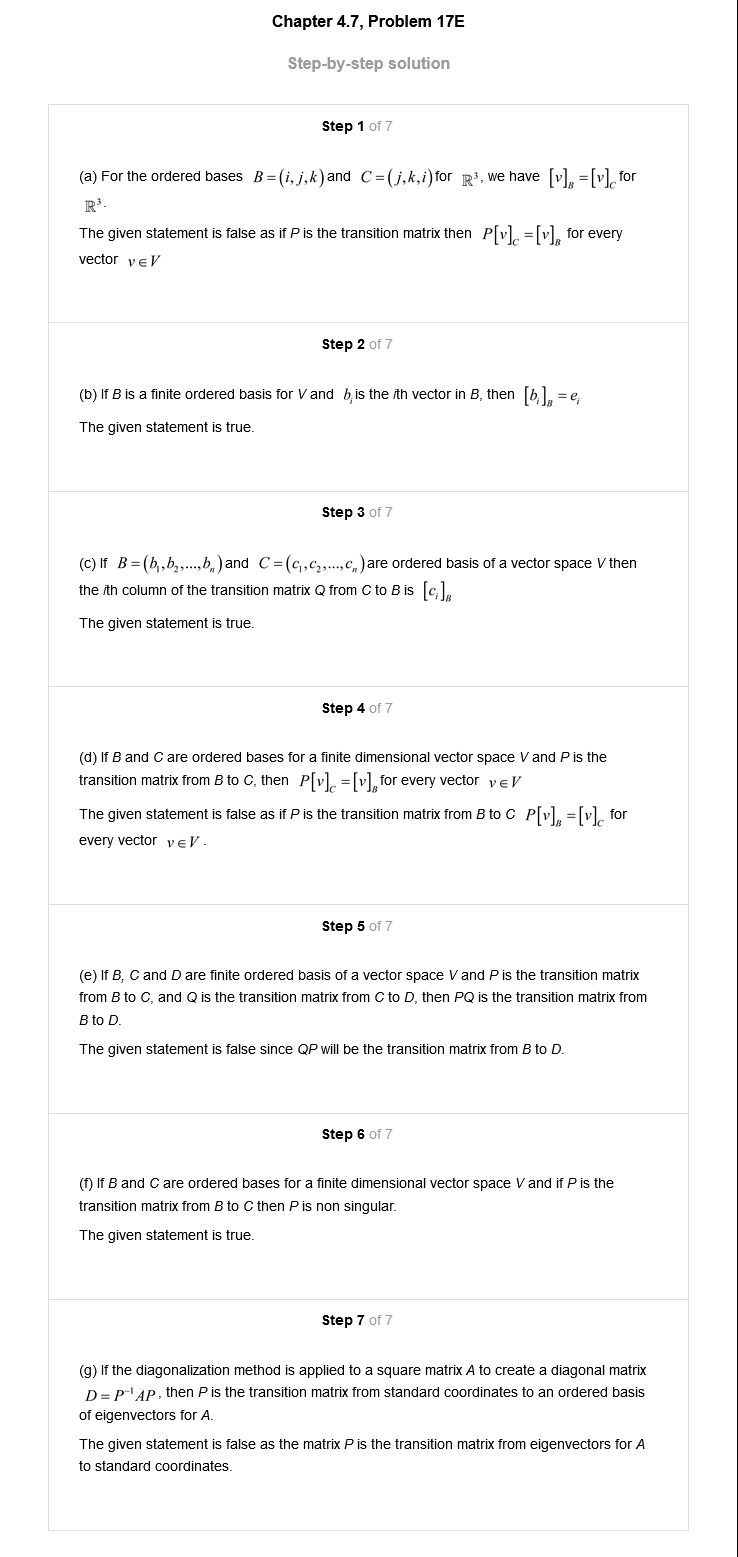 Chapter 4.7, Problem 17E
Step-by-step solution
Step 1 of 7
(a) For the ordered bases B = (i, j, k) and C = (j, k, i) for ℝ³, we have [v]_B = [v]_C for
ℝ³.
The given statement is false as if P is the transition matrix then P[v]_C = [v]_B for every
vector v ∈ V
Step 2 of 7
(b) If B is a finite ordered basis for V and b_i is the ith vector in B, then [b_i]_B = e_i
The given statement is true.
Step 3 of 7
(c) If B = (b₁, b₂, ..., b_n) and C = (c₁, c₂, ..., c_n) are ordered basis of a vector space V then
the ith column of the transition matrix Q from C to B is [c_i]_B
The given statement is true.
Step 4 of 7
(d) If B and C are ordered bases for a finite dimensional vector space V and P is the
transition matrix from B to C, then P[v]_C = [v]_B for every vector v ∈ V
The given statement is false as if P is the transition matrix from B to C P[v]_B = [v]_C for
every vector v ∈ V.
Step 5 of 7
(e) If B, C and D are finite ordered basis of a vector space V and P is the transition matrix
from B to C, and Q is the transition matrix from C to D, then PQ is the transition matrix from
B to D.
The given statement is false since QP will be the transition matrix from B to D.
Step 6 of 7
(f) If B and C are ordered bases for a finite dimensional vector space V and if P is the
transition matrix from B to C then P is non singular.
The given statement is true.
Step 7 of 7
(g) If the diagonalization method is applied to a square matrix A to create a diagonal matrix
D = P⁻¹AP, then P is the transition matrix from standard coordinates to an ordered basis
of eigenvectors for A.
The given statement is false as the matrix P is the transition matrix from eigenvectors for A
to standard coordinates.